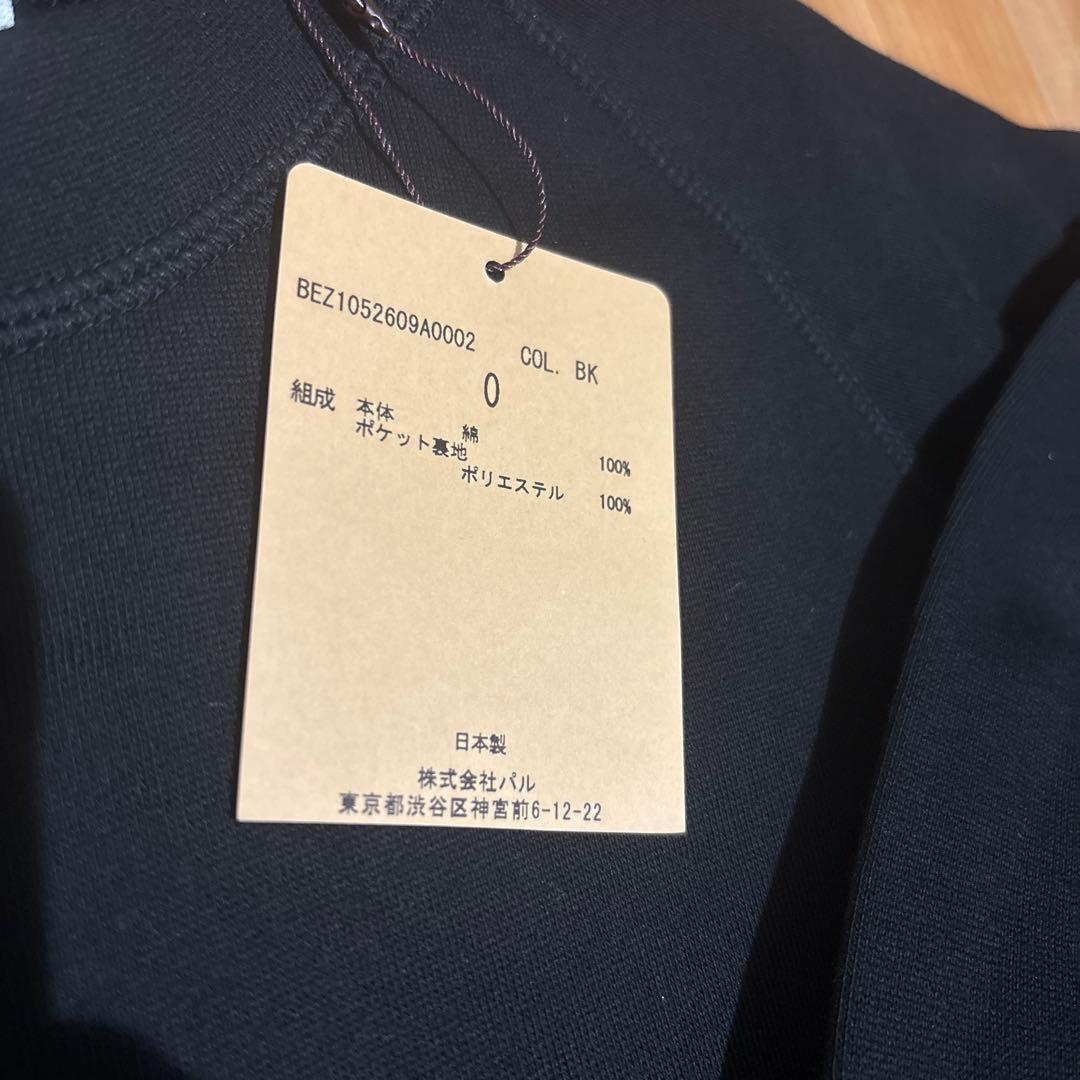 BEZ1052609A0002 COL. BK
0
組成 本体
綿 100%
ポケット裏地
ポリエステル 100%
日本製
株式会社パル
東京都渋谷区神宮前6-12-22